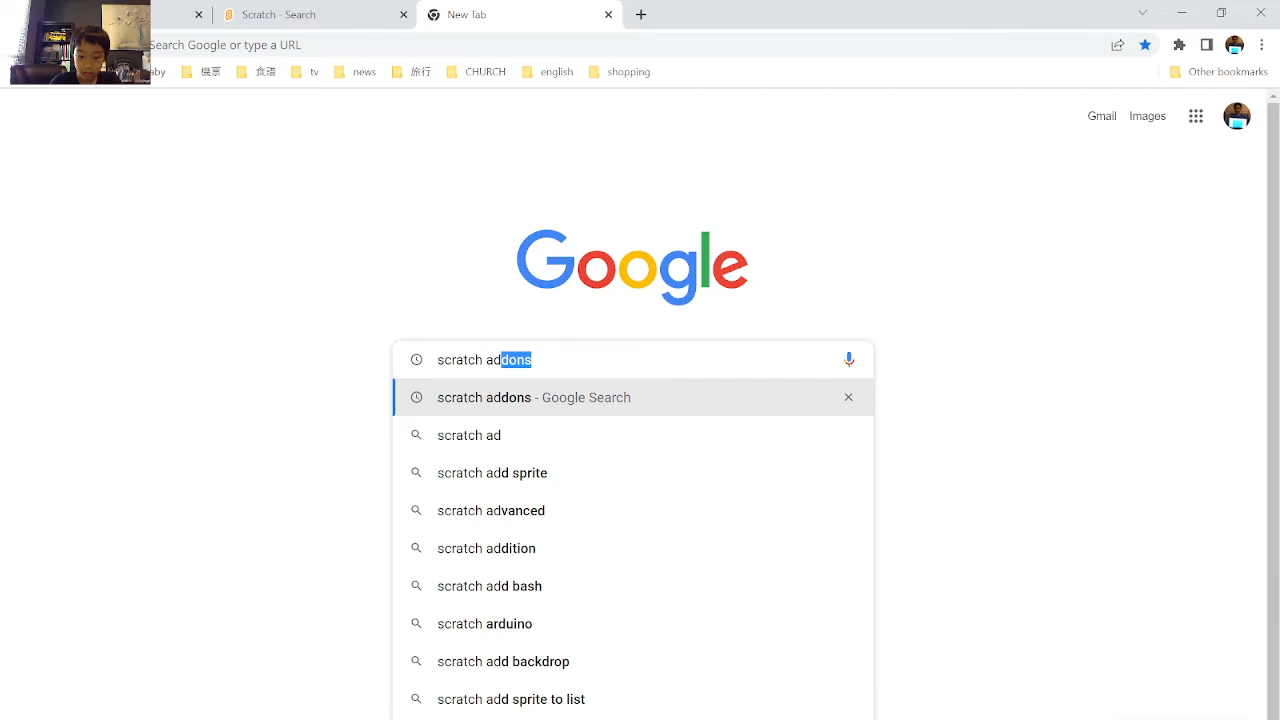 Scratch - Search
New Tab
Search Google or type a URL
aby
機票
食譜
tv
news
旅行
CHURCH
english
shopping
Other bookmarks
Gmail
Images
Google
scratch addons
scratch addons - Google Search
scratch ad
scratch add sprite
scratch advanced
scratch addition
scratch add bash
scratch arduino
scratch add backdrop
scratch add sprite to list